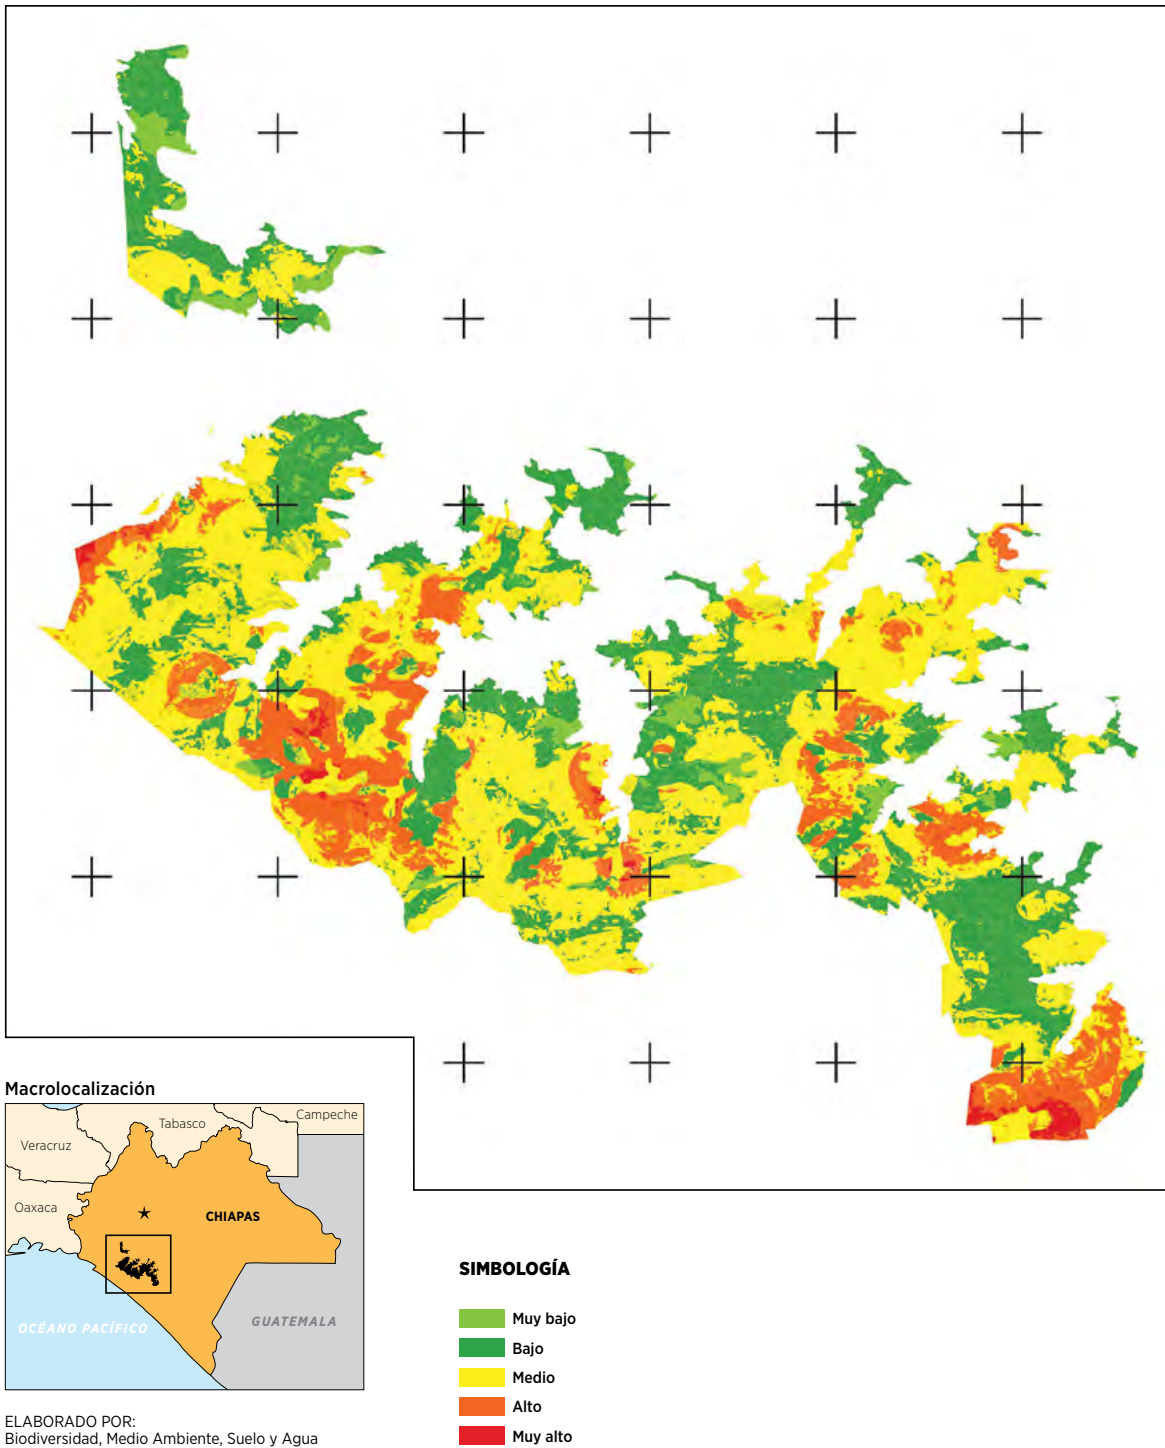 Macrolocalización
Campeche
Tabasco
Veracruz
Oaxaca
CHIAPAS
OCÉANO PACÍFICO
GUATEMALA
ELABORADO POR:
Biodiversidad, Medio Ambiente, Suelo y Agua
SIMBOLOGÍA
Muy bajo
Bajo
Medio
Alto
Muy alto